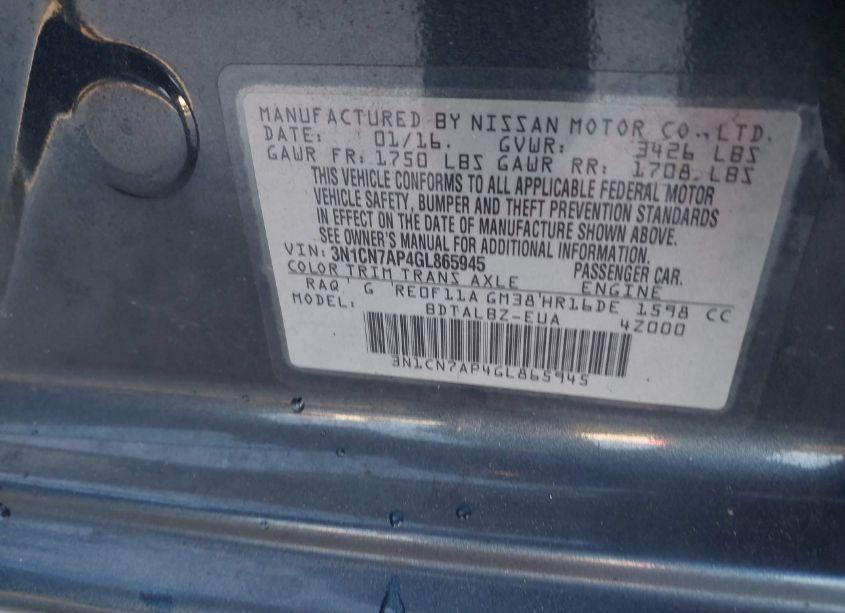 MANUFACTURED BY NISSAN MOTOR CO., LTD.
DATE: 01/16. GVWR: 3426 LBS
GAWR FR: 1750 LBS GAWR RR: 1708 LBS
THIS VEHICLE CONFORMS TO ALL APPLICABLE FEDERAL MOTOR
VEHICLE SAFETY, BUMPER AND THEFT PREVENTION STANDARDS
IN EFFECT ON THE DATE OF MANUFACTURE SHOWN ABOVE.
SEE OWNER'S MANUAL FOR ADDITIONAL INFORMATION.
VIN: 3N1CN7AP4GL865945 PASSENGER CAR.
COLOR TRIM TRANS AXLE ENGINE
RAQ G RE0F11A GM38 HR16DE 1598 CC
MODEL: BDTALBZ-EUA 4Z000
3N1CN7AP4GL865945